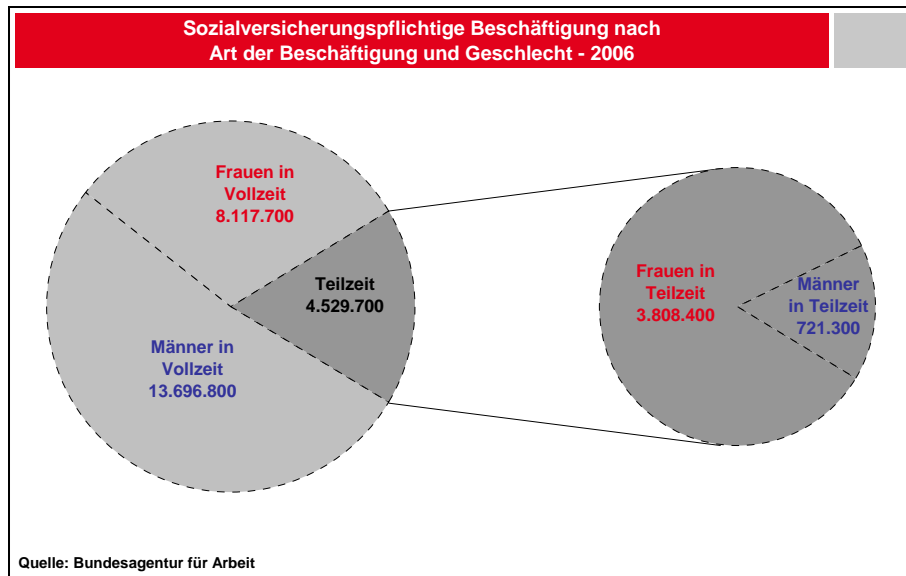 Sozialversicherungspflichtige Beschäftigung nach
Art der Beschäftigung und Geschlecht - 2006
Frauen in
Vollzeit
8.117.700
Teilzeit
4.529.700
Männer in
Vollzeit
13.696.800
Frauen in
Teilzeit
3.808.400
Männer
in Teilzeit
721.300
Quelle: Bundesagentur für Arbeit